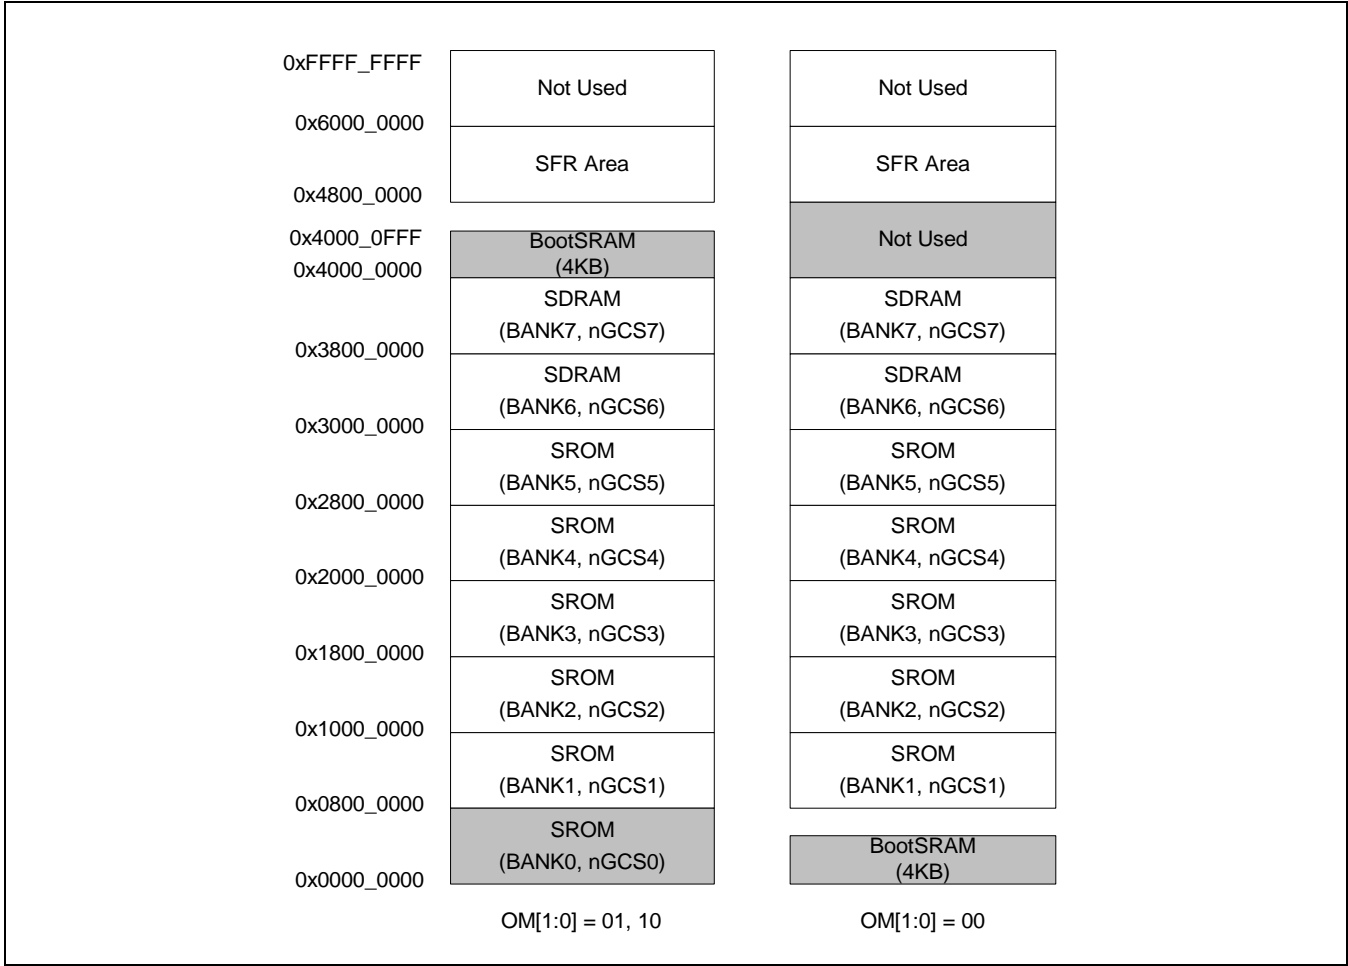 0xFFFF_FFFF
Not Used
Not Used
0x6000_0000
SFR Area
SFR Area
0x4800_0000
0x4000_0FFF
BootSRAM
(4KB)
Not Used
0x4000_0000
SDRAM
(BANK7, nGCS7)
SDRAM
(BANK7, nGCS7)
0x3800_0000
SDRAM
(BANK6, nGCS6)
SDRAM
(BANK6, nGCS6)
0x3000_0000
SROM
(BANK5, nGCS5)
SROM
(BANK5, nGCS5)
0x2800_0000
SROM
(BANK4, nGCS4)
SROM
(BANK4, nGCS4)
0x2000_0000
SROM
(BANK3, nGCS3)
SROM
(BANK3, nGCS3)
0x1800_0000
SROM
(BANK2, nGCS2)
SROM
(BANK2, nGCS2)
0x1000_0000
SROM
(BANK1, nGCS1)
SROM
(BANK1, nGCS1)
0x0800_0000
SROM
(BANK0, nGCS0)
BootSRAM
(4KB)
0x0000_0000
OM[1:0] = 01, 10
OM[1:0] = 00